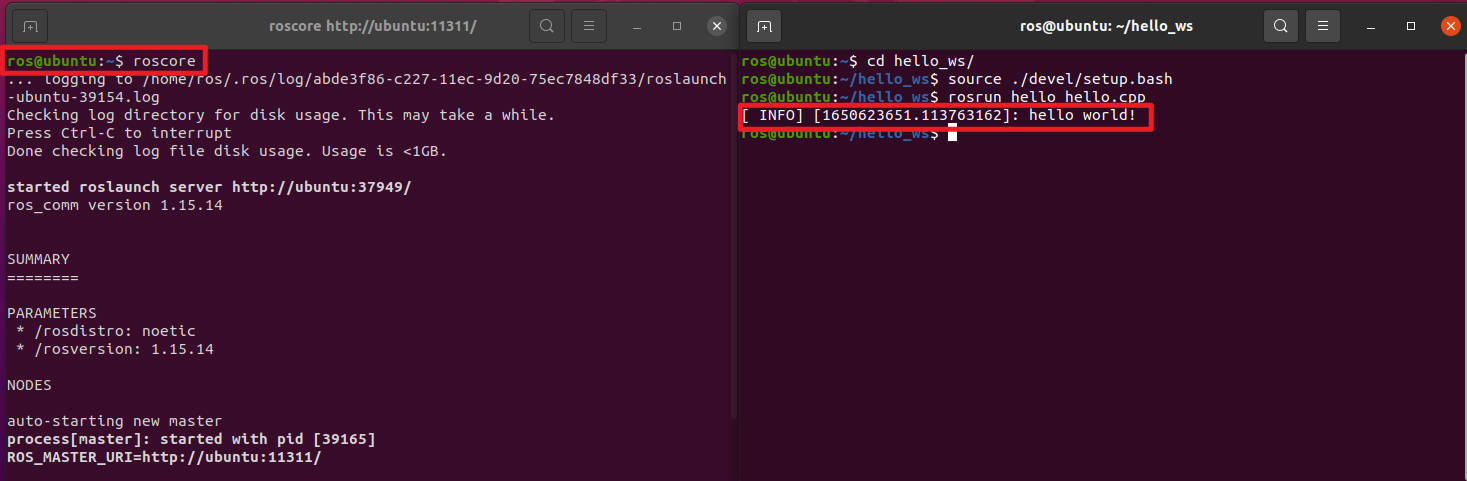 roscore http://ubuntu:11311/
ros@ubuntu:~$ roscore
... logging to /home/ros/.ros/log/abde3f86-c227-11ec-9d20-75ec7848df33/roslaunch
-ubuntu-39154.log
Checking log directory for disk usage. This may take a while.
Press Ctrl-C to interrupt
Done checking log file disk usage. Usage is <1GB.
started roslaunch server http://ubuntu:37949/
ros_comm version 1.15.14
SUMMARY
========
PARAMETERS
* /rosdistro: noetic
* /rosversion: 1.15.14
NODES
auto-starting new master
process[master]: started with pid [39165]
ROS_MASTER_URI=http://ubuntu:11311/
ros@ubuntu: ~/hello_ws
ros@ubuntu:~$ cd hello_ws/
ros@ubuntu:~/hello_ws$ source ./devel/setup.bash
ros@ubuntu:~/hello_ws$ rosrun hello hello.cpp
[ INFO] [1650623651.113763162]: hello world!
ros@ubuntu:~/hello_ws$